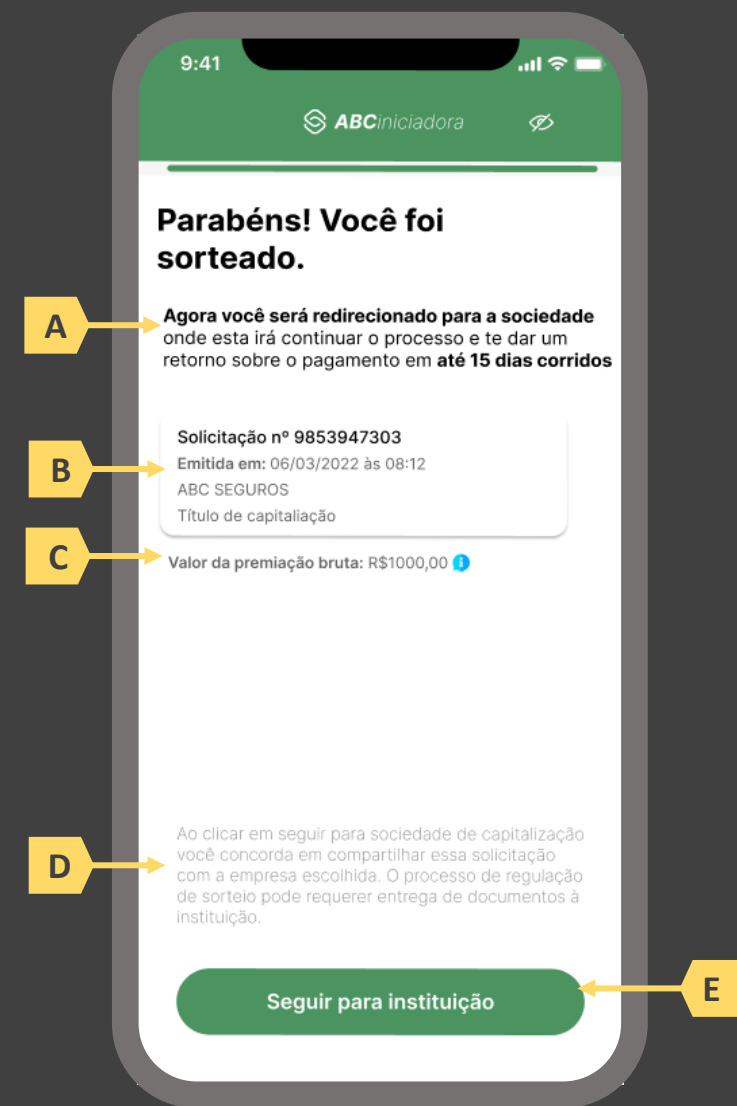 9:41
ABCiniciadora
Parabéns! Você foi
sorteado.
A
Agora você será redirecionado para a sociedade
onde esta irá continuar o processo e te dar um
retorno sobre o pagamento em até 15 dias corridos
Solicitação nº 9853947303
B
Emitida em: 06/03/2022 às 08:12
ABC SEGUROS
Título de capitaliação
C
Valor da premiação bruta: R$1000,00
Ao clicar em seguir para sociedade de capitalização
você concorda em compartilhar essa solicitação
D
com a empresa escolhida. O processo de regulação
de sorteio pode requerer entrega de documentos à
instituição.
Seguir para instituição
E